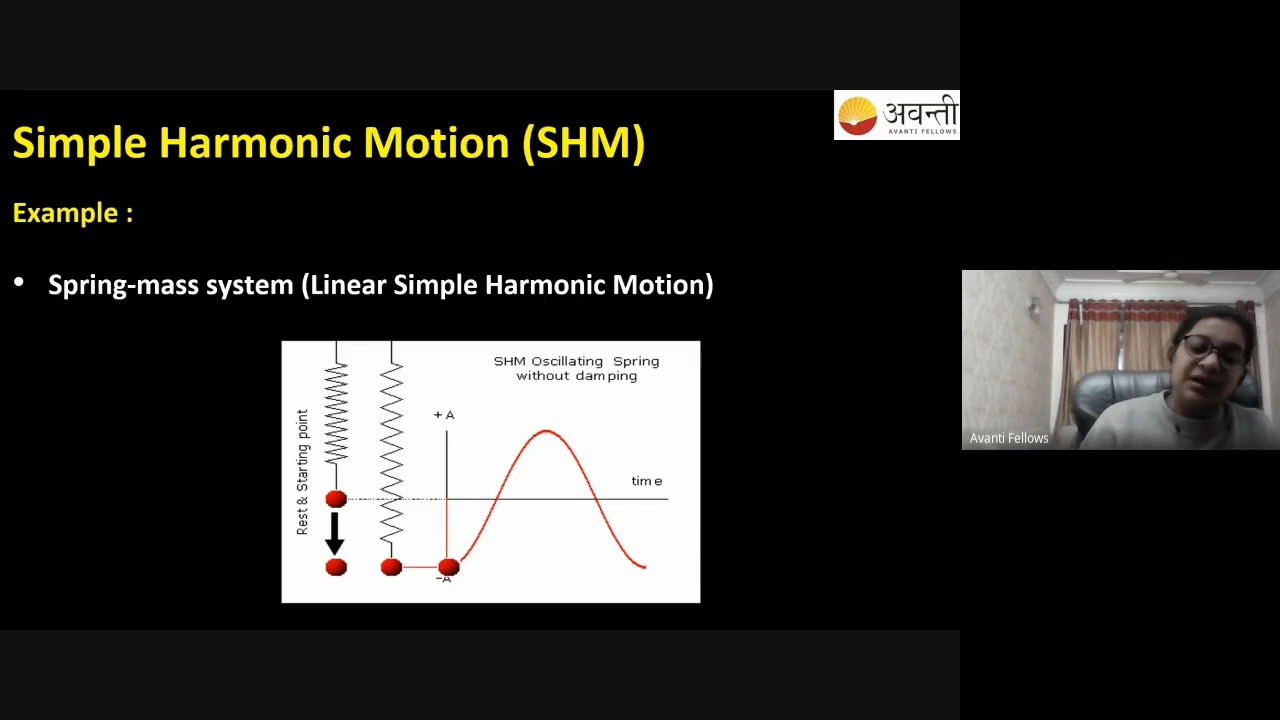 अवन्ती
AVANTI FELLOWS
Simple Harmonic Motion (SHM)
Example :
• Spring-mass system (Linear Simple Harmonic Motion)
SHM Oscillating Spring
without damping
+ A
time
Rest & Starting point
-A
Avanti Fellows